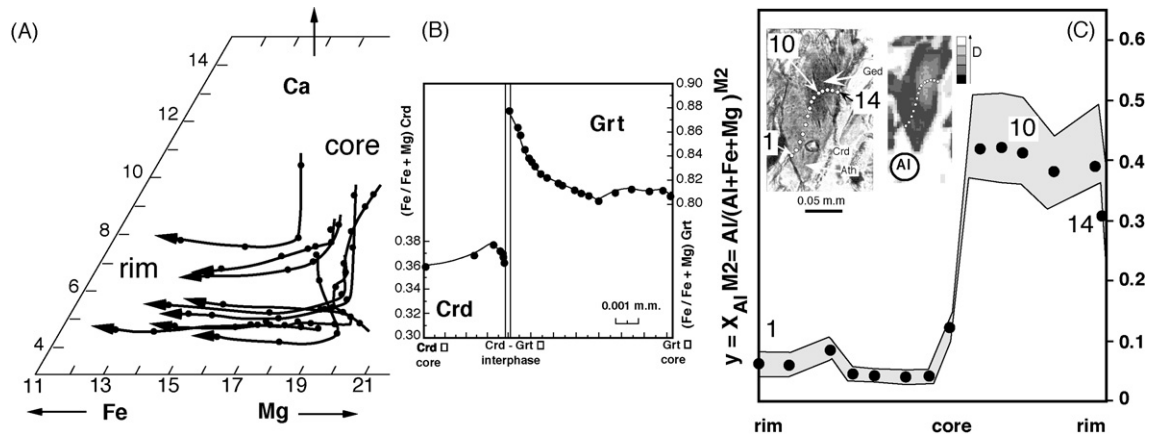 (A)
14
12
10
8
6
4
Ca
core
rim
11
13
15
17
19
21
Fe
Mg
(B)
(Fe / Fe + Mg) Crd
0.38
0.36
0.34
0.32
0.30
Crd
Grt
0.90
0.88
0.86
0.84
0.82
0.80
(Fe / Fe + Mg) Grt
0.001 m.m.
Crd
core
Crd - Grt
interphase
Grt
core
(C)
y = X Al M2= Al/(Al+Fe+Mg) M2
10
Ged
14
1
Crd
Ath
0.05 m.m
D
Al
1
10
14
0.6
0.5
0.4
0.3
0.2
0.1
0
rim
core
rim